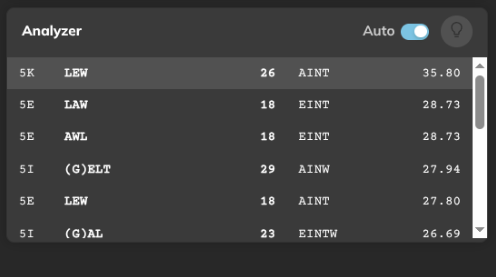 Analyzer Auto
5K LEW 26 AINT 35.80
5E LAW 18 EINT 28.73
5E AWL 18 EINT 28.73
5I (G)ELT 29 AINW 27.94
5E LEW 18 AINT 27.80
5I (G)AL 23 EINTW 26.69